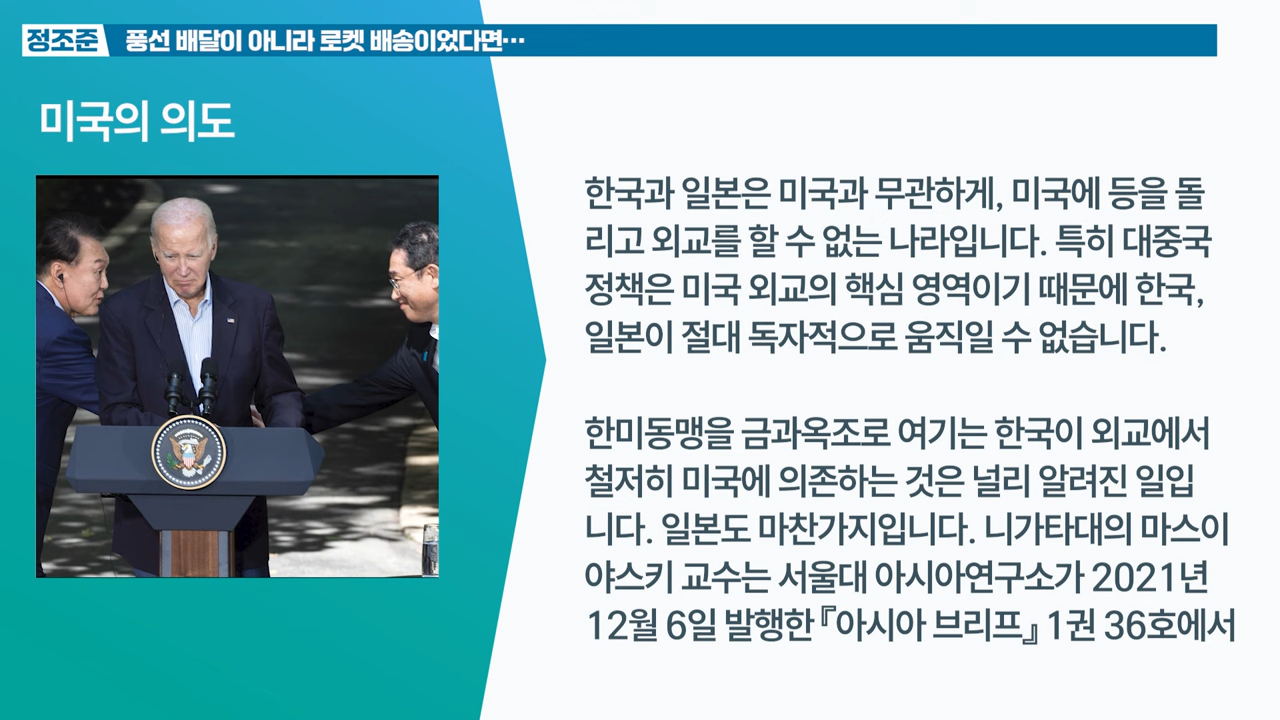 정조준
풍선 배달이 아니라 로켓 배송이었다면…
미국의 의도
한국과 일본은 미국과 무관하게, 미국에 등을 돌
리고 외교를 할 수 없는 나라입니다. 특히 대중국
정책은 미국 외교의 핵심 영역이기 때문에 한국,
일본이 절대 독자적으로 움직일 수 없습니다.
한미동맹을 금과옥조로 여기는 한국이 외교에서
철저히 미국에 의존하는 것은 널리 알려진 일입
니다. 일본도 마찬가지입니다. 니가타대의 마스이
야스키 교수는 서울대 아시아연구소가 2021년
12월 6일 발행한 『아시아 브리프』 1권 36호에서